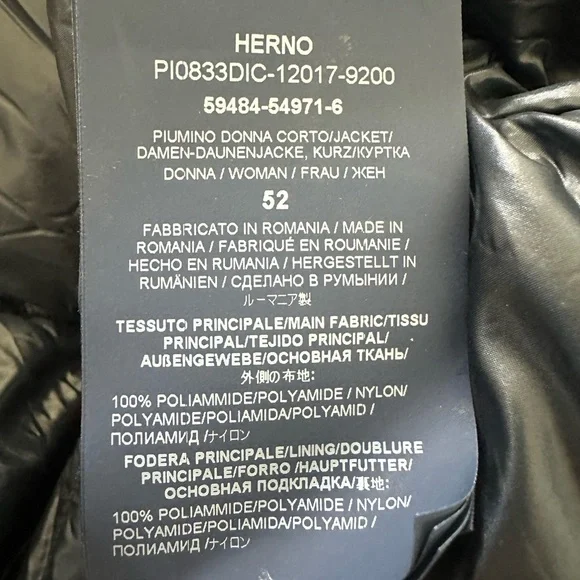 HERNO
PI0833DIC-12017-9200
59484-54971-6
PIUMINO DONNA CORTO/JACKET/
DAMEN-DAUNENJACKE, KURZ/КУРТКА
DONNA / WOMAN / FRAU / ЖЕН
52
FABBRICATO IN ROMANIA / MADE IN
ROMANIA / FABRIQUÉ EN ROUMANIE /
HECHO EN RUMANIA / HERGESTELLT IN
RUMÄNIEN / СДЕЛАНО В РУМЫНИИ /
ルーマニア製
TESSUTO PRINCIPALE/MAIN FABRIC/TISSU
PRINCIPAL/TEJIDO PRINCIPAL/
AUßENGEWEBE/ОСНОВНАЯ ТКАНЬ/
外側の布地:
100% POLIAMMIDE/POLYAMIDE / NYLON/
POLYAMIDE/POLIAMIDA/POLYAMID /
ПОЛИАМИД /ナイロン
FODERA PRINCIPALE/LINING/DOUBLURE
PRINCIPALE/FORRO /HAUPTFUTTER/
ОСНОВНАЯ ПОДКЛАДКА/裏地:
100% POLIAMMIDE/POLYAMIDE / NYLON/
POLYAMIDE/POLIAMIDA/POLYAMID /
ПОЛИАМИД /ナイロン